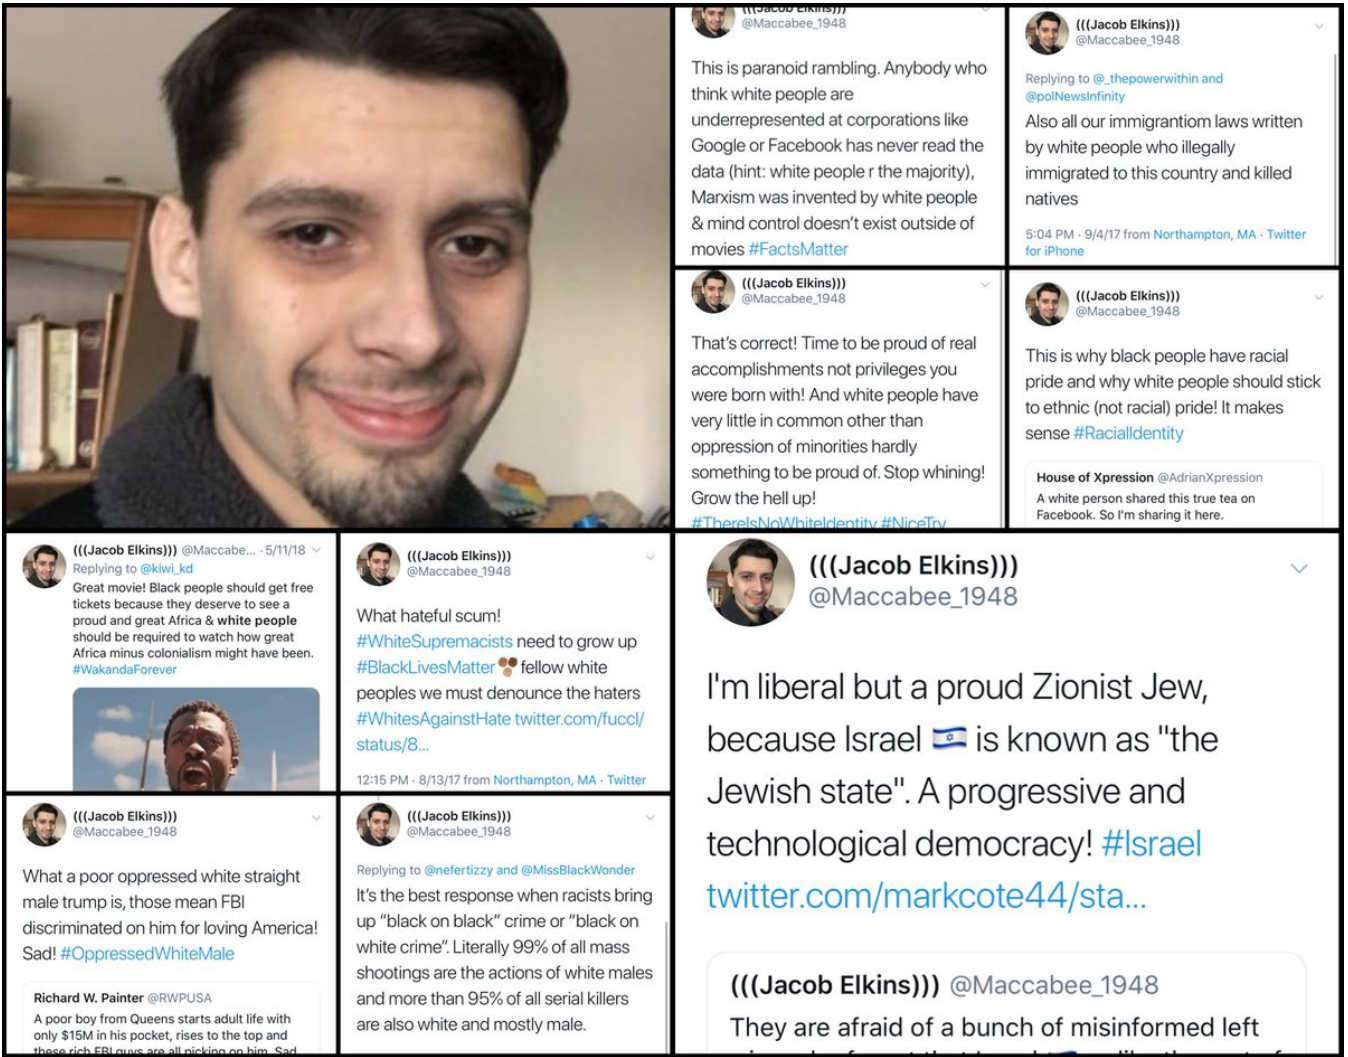 (((Jacob Elkins)))
@Maccabee_1948
This is paranoid rambling. Anybody who
think white people are
underrepresented at corporations like
Google or Facebook has never read the
data (hint: white people r the majority),
Marxism was invented by white people
& mind control doesn't exist outside of
movies #FactsMatter
(((Jacob Elkins)))
@Maccabee_1948
Replying to @_thepowerwithin and
@polNewsInfinity
Also all our immigrantiom laws written
by white people who illegally
immigrated to this country and killed
natives
5:04 PM · 9/4/17 from Northampton, MA · Twitter
for iPhone
(((Jacob Elkins)))
@Maccabee_1948
That's correct! Time to be proud of real
accomplishments not privileges you
were born with! And white people have
very little in common other than
oppression of minorities hardly
something to be proud of. Stop whining!
Grow the hell up!
#ThereIsNoWhiteIdentity #NiceTry
(((Jacob Elkins)))
@Maccabee_1948
This is why black people have racial
pride and why white people should stick
to ethnic (not racial) pride! It makes
sense #RacialIdentity
House of Xpression @AdrianXpression
A white person shared this true tea on
Facebook. So I'm sharing it here.
(((Jacob Elkins))) @Maccabe... · 5/11/18
Replying to @kiwi_kd
Great movie! Black people should get free
tickets because they deserve to see a
proud and great Africa & white people
should be required to watch how great
Africa minus colonialism might have been.
#WakandaForever
(((Jacob Elkins)))
@Maccabee_1948
What hateful scum!
#WhiteSupremacists need to grow up
#BlackLivesMatter fellow white
peoples we must denounce the haters
#WhitesAgainstHate twitter.com/fuccl/
status/8...
12:15 PM · 8/13/17 from Northampton, MA · Twitter
(((Jacob Elkins)))
@Maccabee_1948
What a poor oppressed white straight
male trump is, those mean FBI
discriminated on him for loving America!
Sad! #OppressedWhiteMale
Richard W. Painter @RWPUSA
A poor boy from Queens starts adult life with
only $15M in his pocket, rises to the top and
these rich FBI guys are all picking on him. Sad
(((Jacob Elkins)))
@Maccabee_1948
Replying to @nefertizzy and @MissBlackWonder
It's the best response when racists bring
up "black on black" crime or "black on
white crime". Literally 99% of all mass
shootings are the actions of white males
and more than 95% of all serial killers
are also white and mostly male.
(((Jacob Elkins)))
@Maccabee_1948
I'm liberal but a proud Zionist Jew,
because Israel 🇮🇱 is known as "the
Jewish state". A progressive and
technological democracy! #Israel
twitter.com/markcote44/sta...
(((Jacob Elkins))) @Maccabee_1948
They are afraid of a bunch of misinformed left